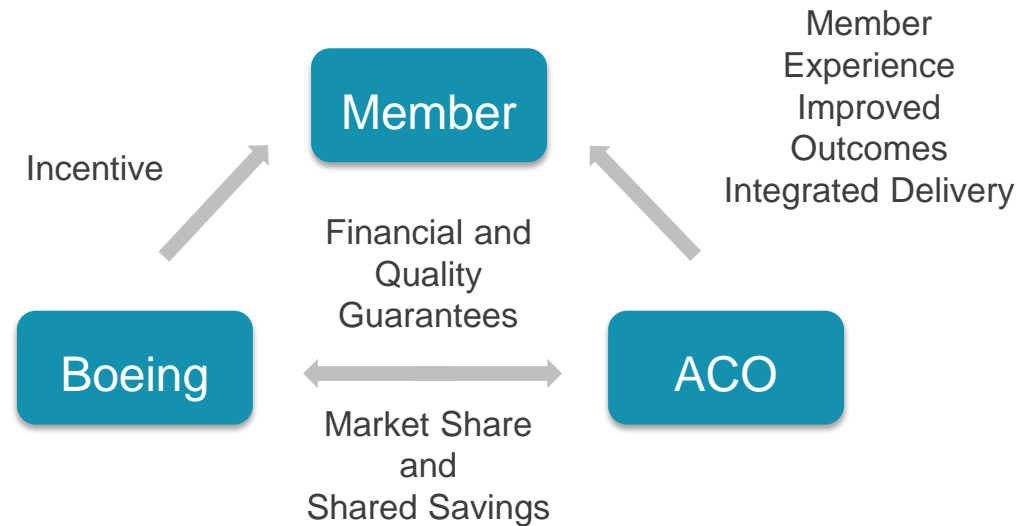 Member
Experience
Improved
Outcomes
Integrated Delivery
Member
Incentive
Financial and
Quality
Guarantees
Boeing
ACO
Market Share
and
Shared Savings